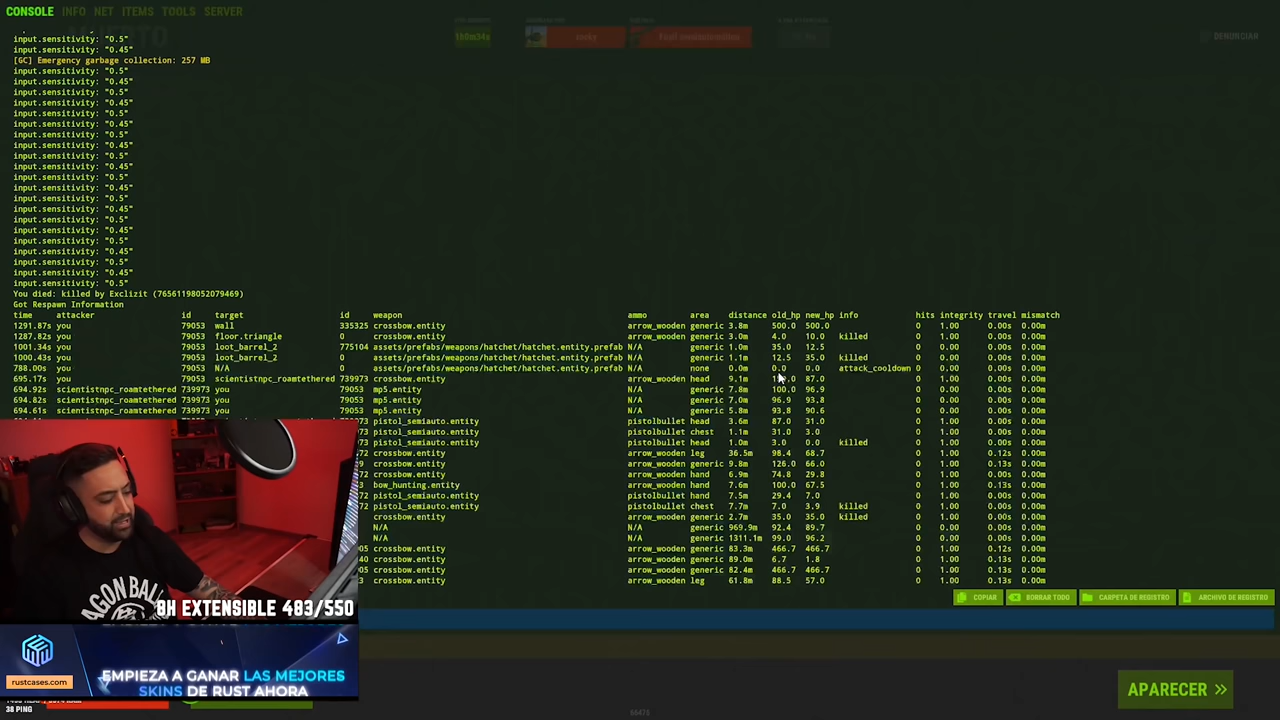 CONSOLE INFO NET ITEMS TOOLS SERVER
DENUNCIAR
input.sensitivity: "0.5"
input.sensitivity: "0.45"
[GC] Emergency garbage collection: 257 MB
input.sensitivity: "0.5"
input.sensitivity: "0.45"
input.sensitivity: "0.5"
input.sensitivity: "0.45"
input.sensitivity: "0.5"
input.sensitivity: "0.45"
input.sensitivity: "0.5"
input.sensitivity: "0.45"
input.sensitivity: "0.5"
input.sensitivity: "0.45"
input.sensitivity: "0.5"
input.sensitivity: "0.45"
input.sensitivity: "0.5"
input.sensitivity: "0.45"
input.sensitivity: "0.5"
input.sensitivity: "0.45"
input.sensitivity: "0.5"
input.sensitivity: "0.45"
input.sensitivity: "0.5"
input.sensitivity: "0.45"
input.sensitivity: "0.5"
You died: killed by Exclizit (76561198052079469)
Got Respawn Information
time attacker id target id weapon ammo area distance old_hp new_hp info hits integrity travel mismatch
1291.87s you 79053 wall 335325 crossbow.entity arrow_wooden generic 3.8m 500.0 500.0 0 1.00 0.00s 0.00m
1287.82s you 79053 floor.triangle 0 crossbow.entity arrow_wooden generic 3.0m 4.0 10.0 killed 0 1.00 0.00s 0.00m
1001.34s you 79053 loot_barrel_2 775104 assets/prefabs/weapons/hatchet/hatchet.entity.prefab N/A generic 1.0m 35.0 12.5 0 1.00 0.00s 0.00m
1000.43s you 79053 loot_barrel_2 0 assets/prefabs/weapons/hatchet/hatchet.entity.prefab N/A generic 1.1m 12.5 35.0 killed 0 1.00 0.00s 0.00m
788.00s you 79053 N/A 0 assets/prefabs/weapons/hatchet/hatchet.entity.prefab N/A none 0.0m 0.0 0.0 attack_cooldown 0 1.00 0.00s 0.00m
695.17s you 79053 scientistnpc_roamtethered 739973 crossbow.entity arrow_wooden head 9.1m 87.0 0 1.00 0.00s 0.00m
694.92s scientistnpc_roamtethered 739973 you 79053 mp5.entity N/A generic 7.8m 100.0 96.9 0 1.00 0.00s 0.00m
694.82s scientistnpc_roamtethered 739973 you 79053 mp5.entity N/A generic 7.0m 96.9 93.8 0 1.00 0.00s 0.00m
694.61s scientistnpc_roamtethered 739973 you 79053 mp5.entity N/A generic 5.8m 93.8 90.6 0 1.00 0.00s 0.00m
73 pistol_semiauto.entity pistolbullet head 3.6m 87.0 31.0 0 1.00 0.00s 0.00m
73 pistol_semiauto.entity pistolbullet chest 1.1m 31.0 3.0 0 1.00 0.00s 0.00m
73 pistol_semiauto.entity pistolbullet head 1.0m 3.0 0.0 killed 0 1.00 0.00s 0.00m
72 crossbow.entity arrow_wooden leg 36.5m 98.4 68.7 0 1.00 0.12s 0.00m
9 crossbow.entity arrow_wooden generic 9.8m 126.0 66.0 0 1.00 0.13s 0.00m
72 crossbow.entity arrow_wooden hand 6.9m 74.8 29.8 0 1.00 0.00s 0.00m
3 bow_hunting.entity arrow_wooden hand 7.6m 100.0 67.5 0 1.00 0.13s 0.00m
72 pistol_semiauto.entity pistolbullet hand 7.5m 29.4 7.0 0 1.00 0.00s 0.00m
72 pistol_semiauto.entity pistolbullet chest 7.7m 7.0 3.9 killed 0 1.00 0.00s 0.00m
crossbow.entity arrow_wooden generic 2.7m 35.0 35.0 killed 0 1.00 0.00s 0.00m
N/A N/A generic 969.9m 92.4 89.7 0 1.00 0.00s 0.00m
N/A N/A generic 1311.1m 99.0 96.2 0 1.00 0.00s 0.00m
05 crossbow.entity arrow_wooden generic 83.3m 466.7 466.7 0 1.00 0.12s 0.00m
40 crossbow.entity arrow_wooden generic 89.0m 6.7 1.8 0 1.00 0.13s 0.00m
05 crossbow.entity arrow_wooden generic 82.4m 466.7 466.7 0 1.00 0.13s 0.00m
3 crossbow.entity arrow_wooden leg 61.8m 88.5 57.0 0 1.00 0.13s 0.00m
COPIAR BORRAR TODO CARPETA DE REGISTRO ARCHIVO DE REGISTRO
DRAGON BALL
8H EXTENSIBLE 483/550
rustcases.com
EMPIEZA A GANAR LAS MEJORES
SKINS DE RUST AHORA
APARECER
38 PING